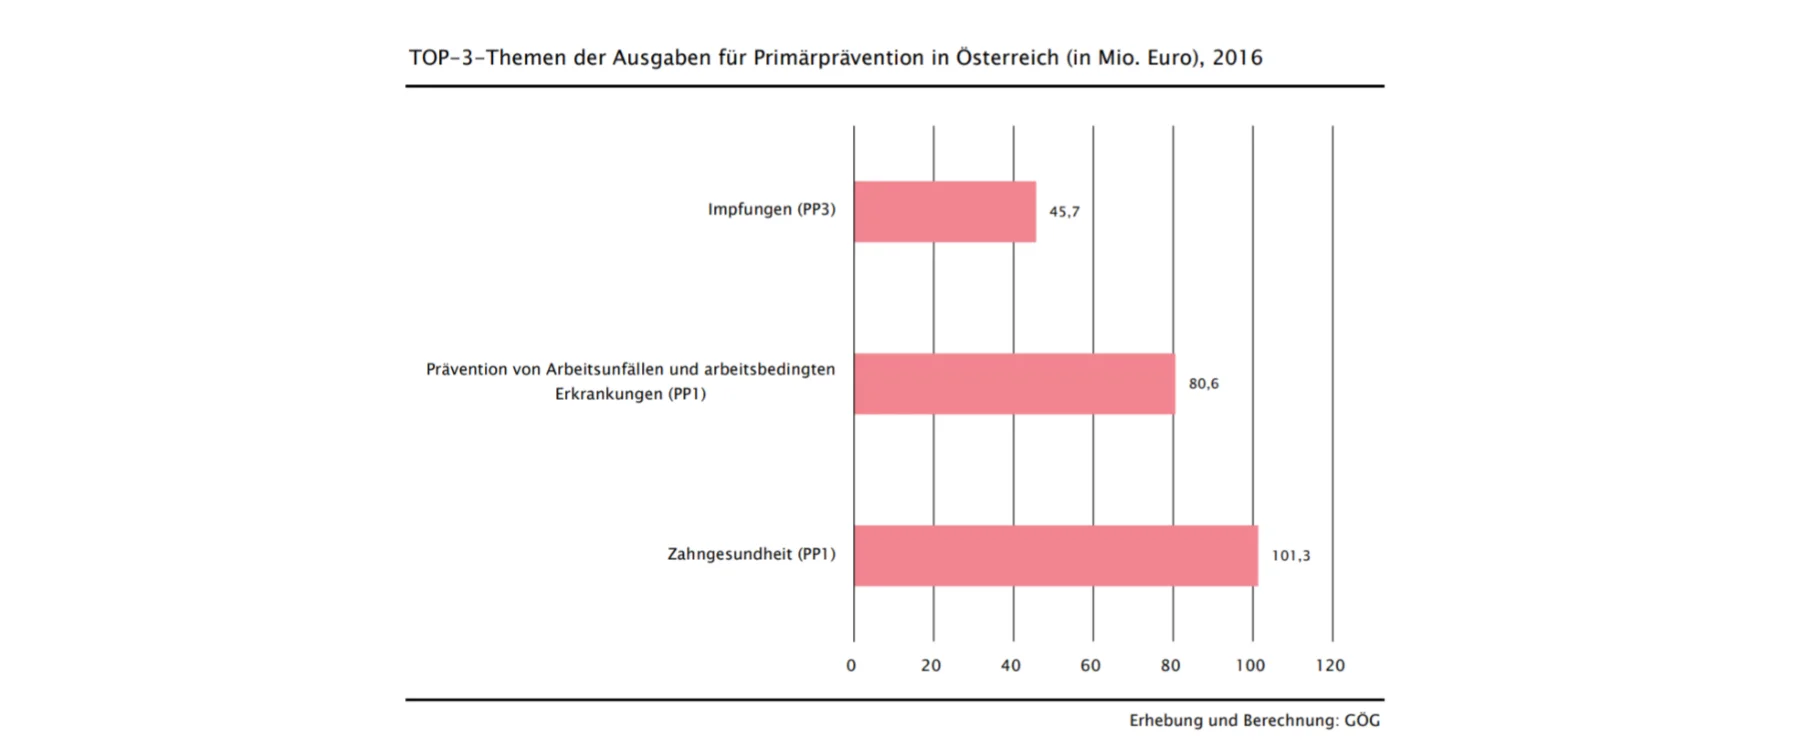 TOP-3-Themen der Ausgaben für Primärprävention in Österreich (in Mio. Euro), 2016
Impfungen (PP3)
45,7
Prävention von Arbeitsunfällen und arbeitsbedingten
Erkrankungen (PP1)
80,6
Zahngesundheit (PP1)
101,3
0 20 40 60 80 100 120
Erhebung und Berechnung: GÖG